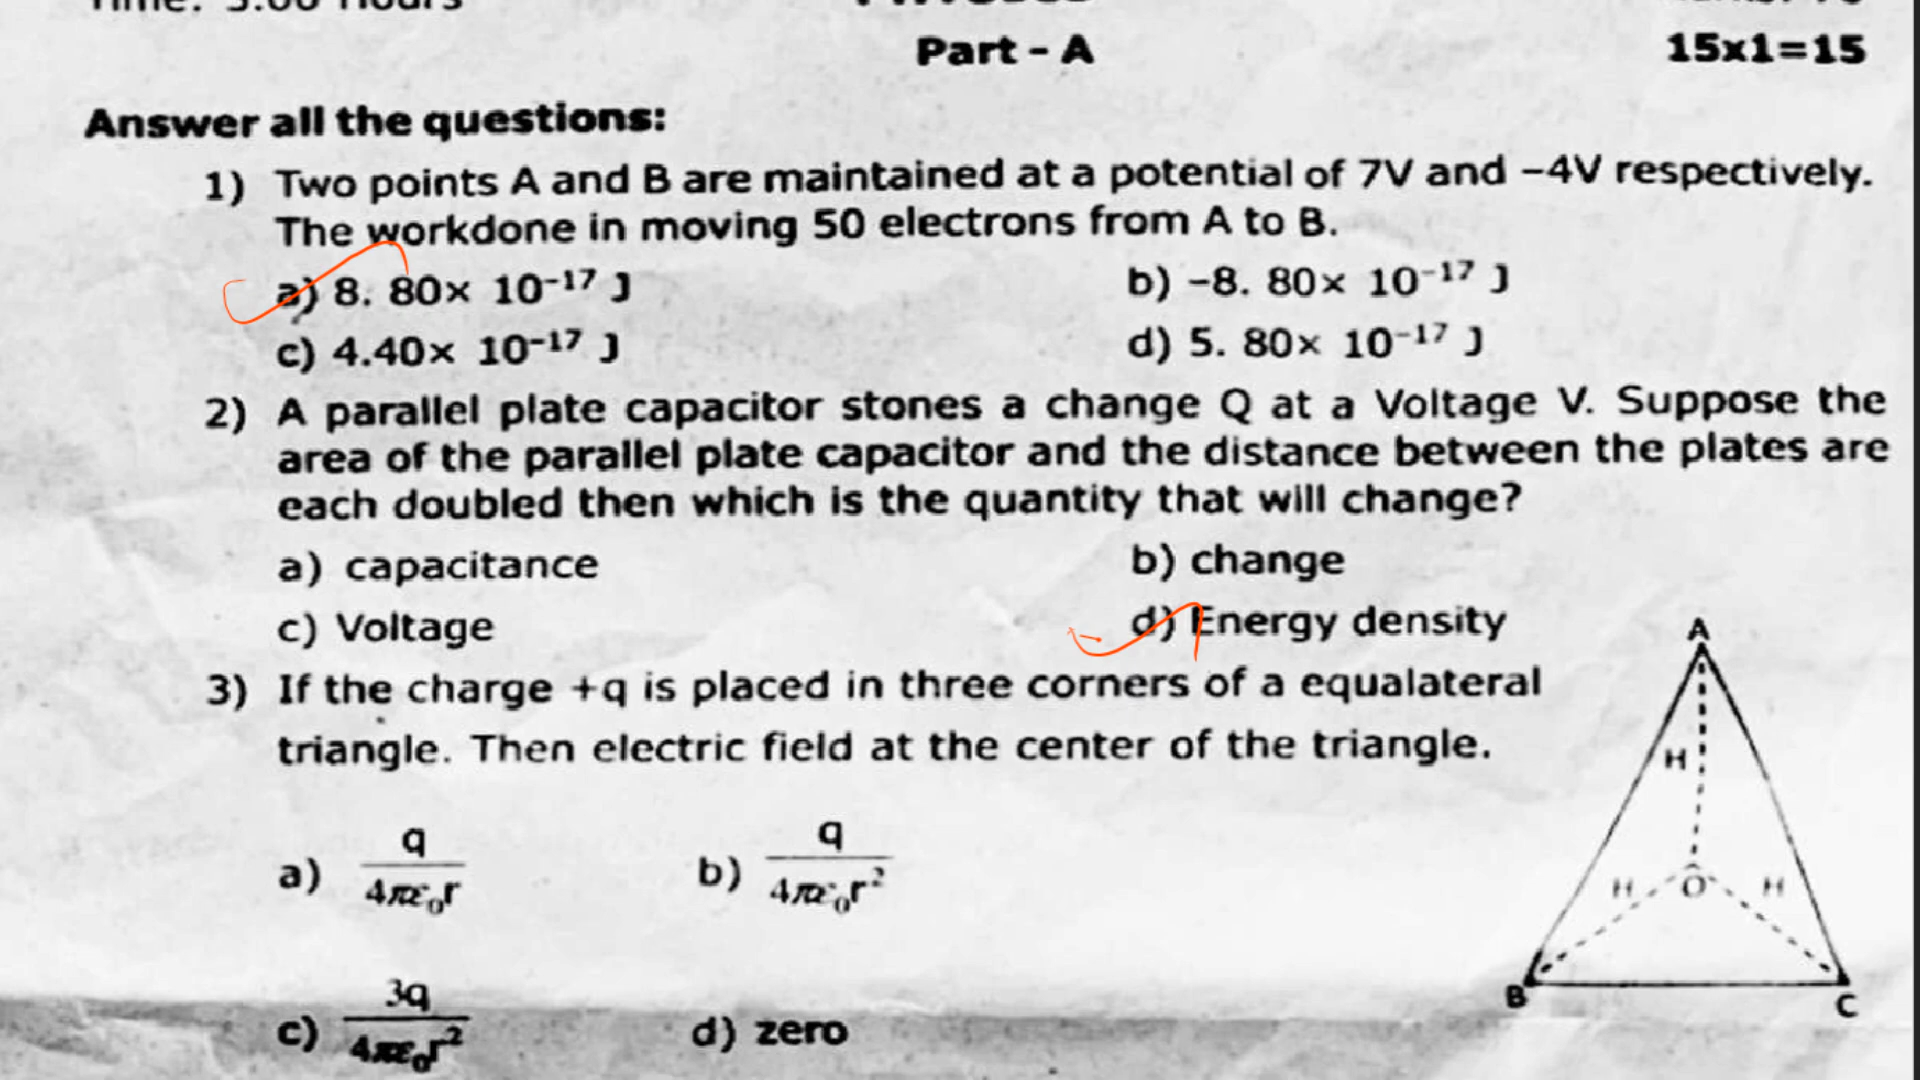 Time: 3.00 Hours
Part - A
15x1=15
Answer all the questions:
1) Two points A and B are maintained at a potential of 7V and -4V respectively.
The workdone in moving 50 electrons from A to B.
a) 8. 80× 10⁻¹⁷ J b) -8. 80× 10⁻¹⁷ J
c) 4.40× 10⁻¹⁷ J d) 5. 80× 10⁻¹⁷ J
2) A parallel plate capacitor stones a change Q at a Voltage V. Suppose the
area of the parallel plate capacitor and the distance between the plates are
each doubled then which is the quantity that will change?
a) capacitance b) change
c) Voltage d) Energy density
3) If the charge +q is placed in three corners of a equalateral
triangle. Then electric field at the center of the triangle.
a) q/4πε₀r b) q/4πε₀r²
c) 3q/4πε₀r² d) zero
A
H
H O H
B C